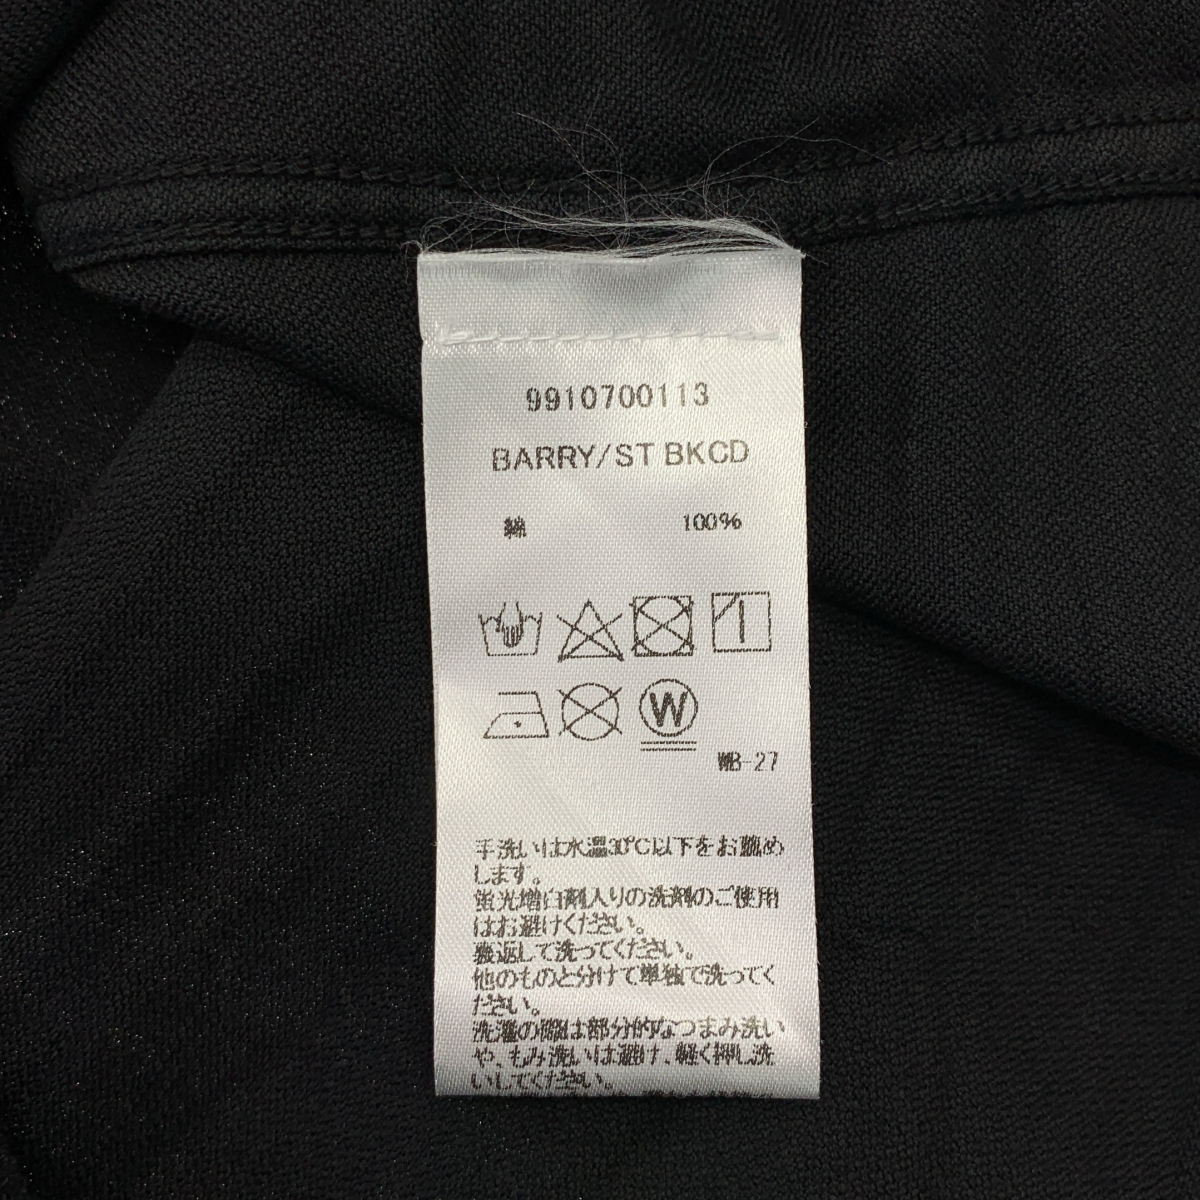 9910700113
BARRY/ST BKCD
綿 100%
W
WB-27
手洗いは水温30℃以下をお勧め
します。
蛍光増白剤入りの洗剤のご使用
はお避けください。
裏返して洗ってください。
他のものと分けて単独で洗ってく
ださい。
洗濯の際は部分的なつまみ洗い
や、もみ洗いは避け、軽く押し洗
いしてください。